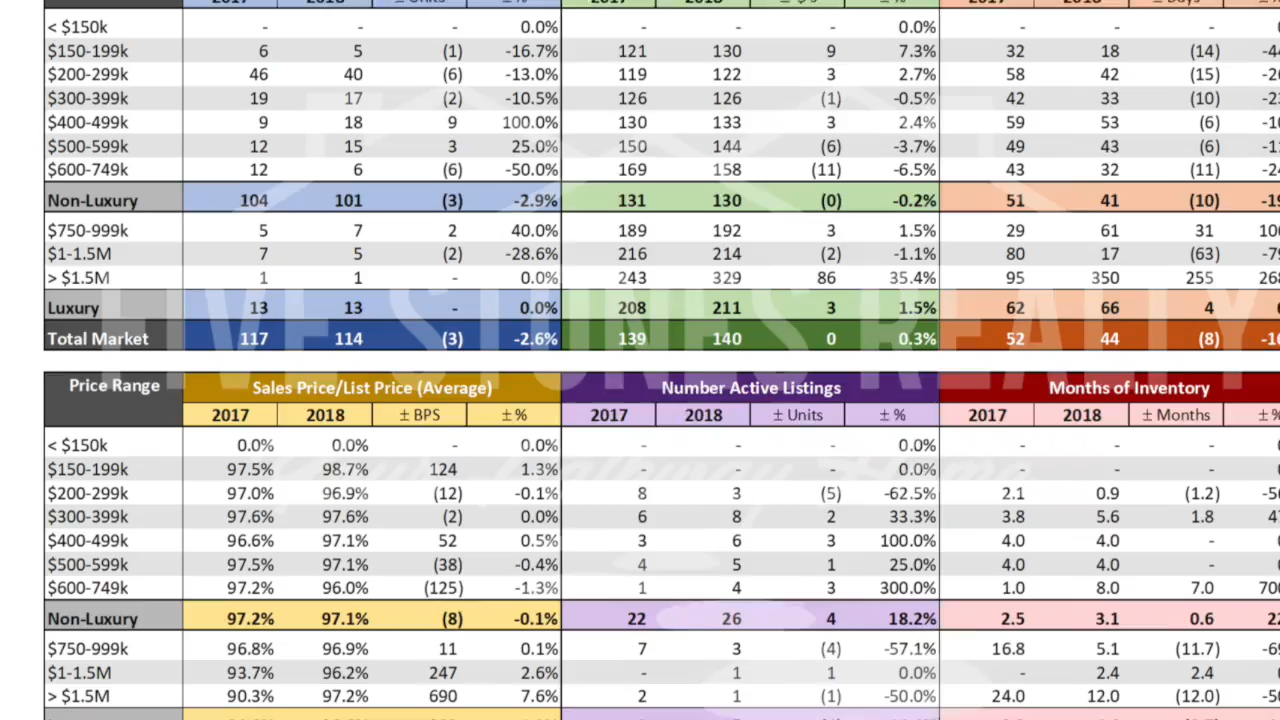 2017 2018 ± Units ± % 2017 2018 ± $'s ± % 2017 2018 ± Days ± %
< $150k - - - 0.0% - - - 0.0% - - -
$150-199k 6 5 (1) -16.7% 121 130 9 7.3% 32 18 (14)
$200-299k 46 40 (6) -13.0% 119 122 3 2.7% 58 42 (15)
$300-399k 19 17 (2) -10.5% 126 126 (1) -0.5% 42 33 (10)
$400-499k 9 18 9 100.0% 130 133 3 2.4% 59 53 (6)
$500-599k 12 15 3 25.0% 150 144 (6) -3.7% 49 43 (6)
$600-749k 12 6 (6) -50.0% 169 158 (11) -6.5% 43 32 (11)
Non-Luxury 104 101 (3) -2.9% 131 130 (0) -0.2% 51 41 (10)
$750-999k 5 7 2 40.0% 189 192 3 1.5% 29 61 31
$1-1.5M 7 5 (2) -28.6% 216 214 (2) -1.1% 80 17 (63)
> $1.5M 1 1 - 0.0% 243 329 86 35.4% 95 350 255
Luxury 13 13 - 0.0% 208 211 3 1.5% 62 66 4
FIVE STONES REALTY
Total Market 117 114 (3) -2.6% 139 140 0 0.3% 52 44 (8)
Price Range Sales Price/List Price (Average) Number Active Listings Months of Inventory
2017 2018 ± BPS ± % 2017 2018 ± Units ± % 2017 2018 ± Months ± %
< $150k 0.0% 0.0% - 0.0% - - - 0.0% - - -
$150-199k 97.5% 98.7% 124 1.3% - - - 0.0% - - -
$200-299k 97.0% 96.9% (12) -0.1% 8 3 (5) -62.5% 2.1 0.9 (1.2)
$300-399k 97.6% 97.6% (2) 0.0% 6 8 2 33.3% 3.8 5.6 1.8
$400-499k 96.6% 97.1% 52 0.5% 3 6 3 100.0% 4.0 4.0 -
$500-599k 97.5% 97.1% (38) -0.4% 4 5 1 25.0% 4.0 4.0 -
$600-749k 97.2% 96.0% (125) -1.3% 1 4 3 300.0% 1.0 8.0 7.0
Non-Luxury 97.2% 97.1% (8) -0.1% 22 26 4 18.2% 2.5 3.1 0.6
$750-999k 96.8% 96.9% 11 0.1% 7 3 (4) -57.1% 16.8 5.1 (11.7)
$1-1.5M 93.7% 96.2% 247 2.6% - 1 1 0.0% - 2.4 2.4
> $1.5M 90.3% 97.2% 690 7.6% 2 1 (1) -50.0% 24.0 12.0 (12.0)